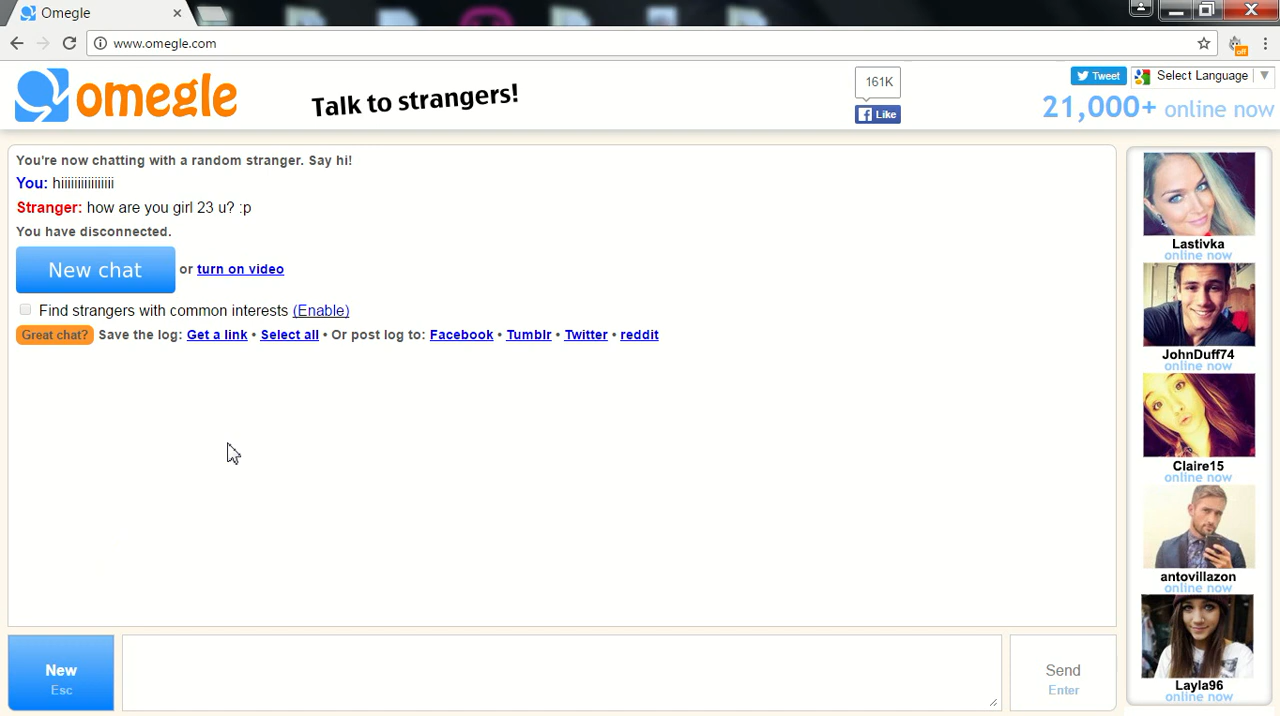 Omegle
www.omegle.com
off
omegle
Talk to strangers!
161K
Like
Tweet
Select Language
21,000+ online now
You're now chatting with a random stranger. Say hi!
You: hiiiiiiiiiiiiiiii
Stranger: how are you girl 23 u? :p
You have disconnected.
New chat or turn on video
Find strangers with common interests (Enable)
Great chat? Save the log: Get a link • Select all • Or post log to: Facebook • Tumblr • Twitter • reddit
New
Esc
Send
Enter
Lastivka
online now
JohnDuff74
online now
Claire15
online now
antovillazon
online now
Layla96
online now